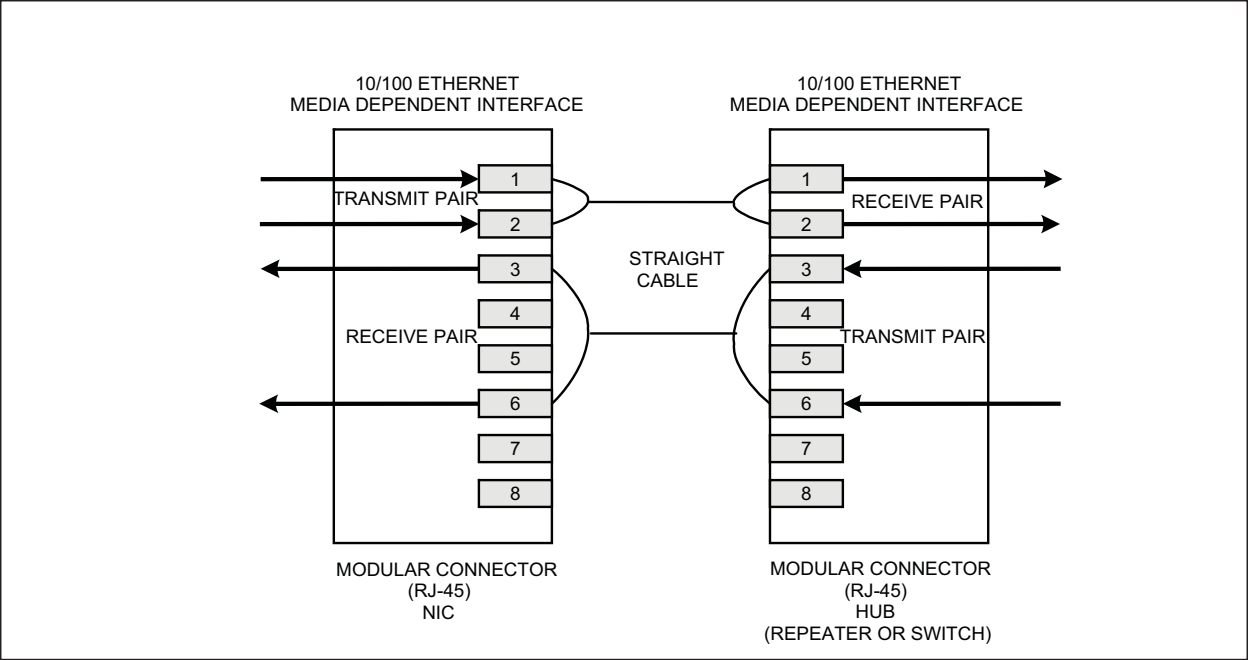 10/100 ETHERNET
MEDIA DEPENDENT INTERFACE
1
TRANSMIT PAIR
2
3
4
RECEIVE PAIR
5
6
7
8
MODULAR CONNECTOR
(RJ-45)
NIC
STRAIGHT
CABLE
10/100 ETHERNET
MEDIA DEPENDENT INTERFACE
1
RECEIVE PAIR
2
3
4
TRANSMIT PAIR
5
6
7
8
MODULAR CONNECTOR
(RJ-45)
HUB
(REPEATER OR SWITCH)